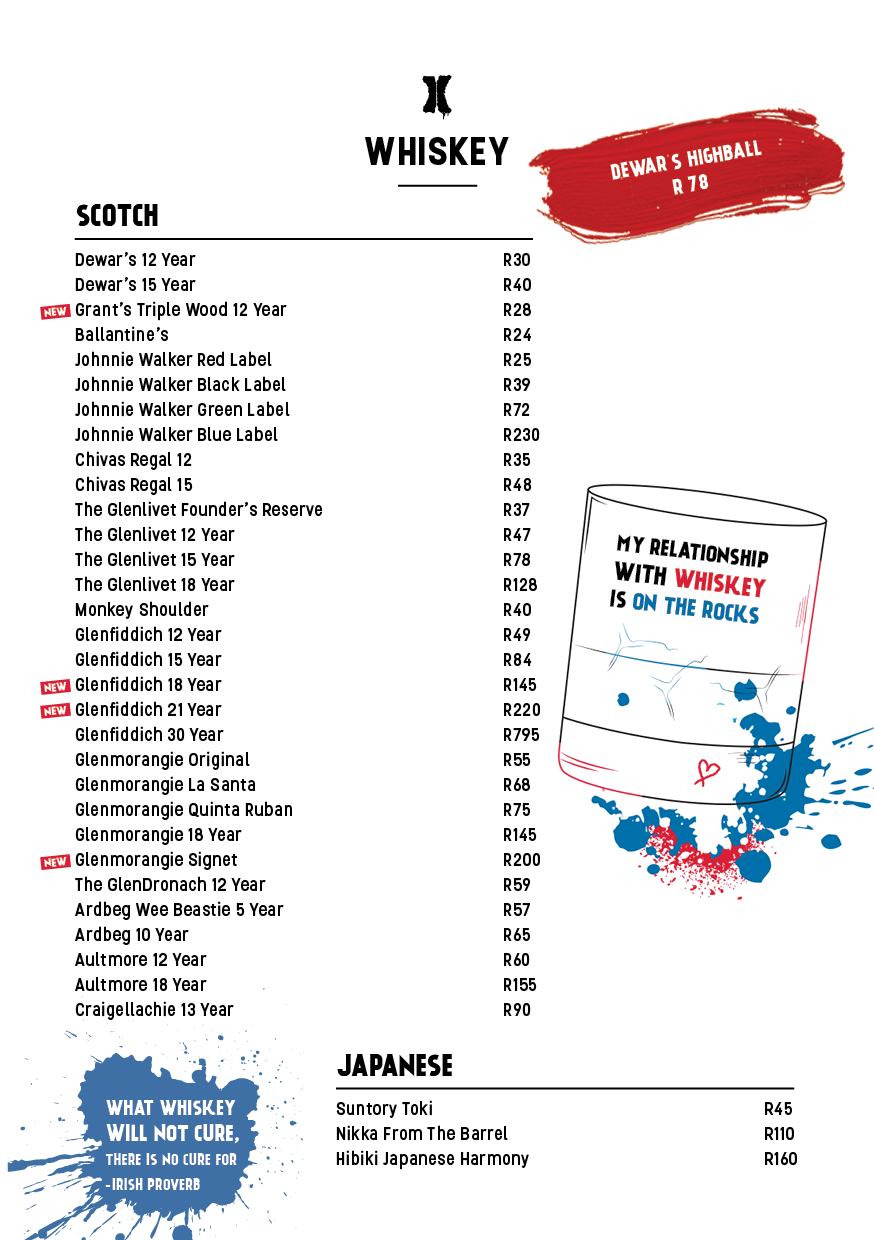 WHISKEY
DEWAR'S HIGHBALL
R 78
SCOTCH
Dewar's 12 Year R30
Dewar's 15 Year R40
NEW Grant's Triple Wood 12 Year R28
Ballantine's R24
Johnnie Walker Red Label R25
Johnnie Walker Black Label R39
Johnnie Walker Green Label R72
Johnnie Walker Blue Label R230
Chivas Regal 12 R35
Chivas Regal 15 R48
The Glenlivet Founder's Reserve R37
The Glenlivet 12 Year R47
The Glenlivet 15 Year R78
The Glenlivet 18 Year R128
Monkey Shoulder R40
Glenfiddich 12 Year R49
Glenfiddich 15 Year R84
NEW Glenfiddich 18 Year R145
NEW Glenfiddich 21 Year R220
Glenfiddich 30 Year R795
Glenmorangie Original R55
Glenmorangie La Santa R68
Glenmorangie Quinta Ruban R75
Glenmorangie 18 Year R145
NEW Glenmorangie Signet R200
The GlenDronach 12 Year R59
Ardbeg Wee Beastie 5 Year R57
Ardbeg 10 Year R65
Aultmore 12 Year R60
Aultmore 18 Year R155
Craigellachie 13 Year R90
MY RELATIONSHIP
WITH WHISKEY
IS ON THE ROCKS
WHAT WHISKEY
WILL NOT CURE,
THERE IS NO CURE FOR
-IRISH PROVERB
JAPANESE
Suntory Toki R45
Nikka From The Barrel R110
Hibiki Japanese Harmony R160